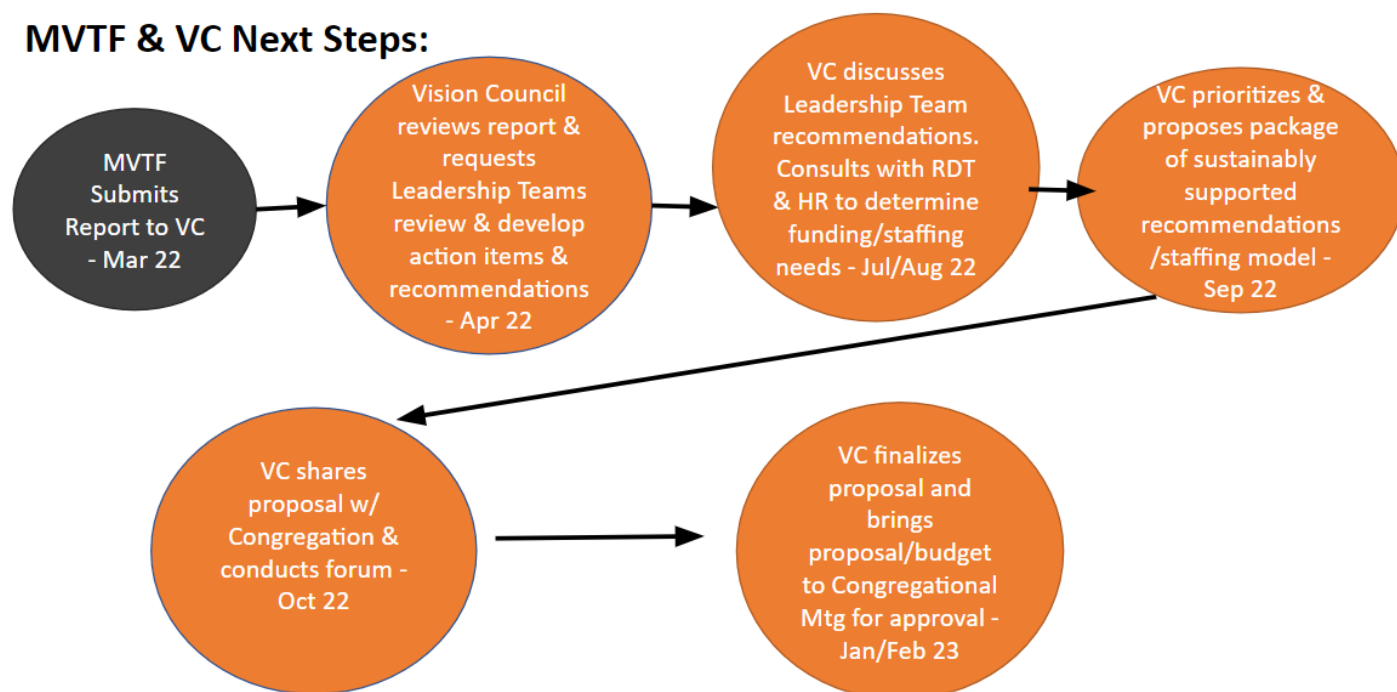 MVTF & VC Next Steps:
MVTF
Submits
Report to VC
- Mar 22
Vision Council
reviews report &
requests
Leadership Teams
review & develop
action items &
recommendations
- Apr 22
VC discusses
Leadership Team
recommendations.
Consults with RDT
& HR to determine
funding/staffing
needs - Jul/Aug 22
VC prioritizes &
proposes package
of sustainably
supported
recommendations
/staffing model -
Sep 22
VC shares
proposal w/
Congregation &
conducts forum -
Oct 22
VC finalizes
proposal and
brings
proposal/budget
to Congregational
Mtg for approval -
Jan/Feb 23